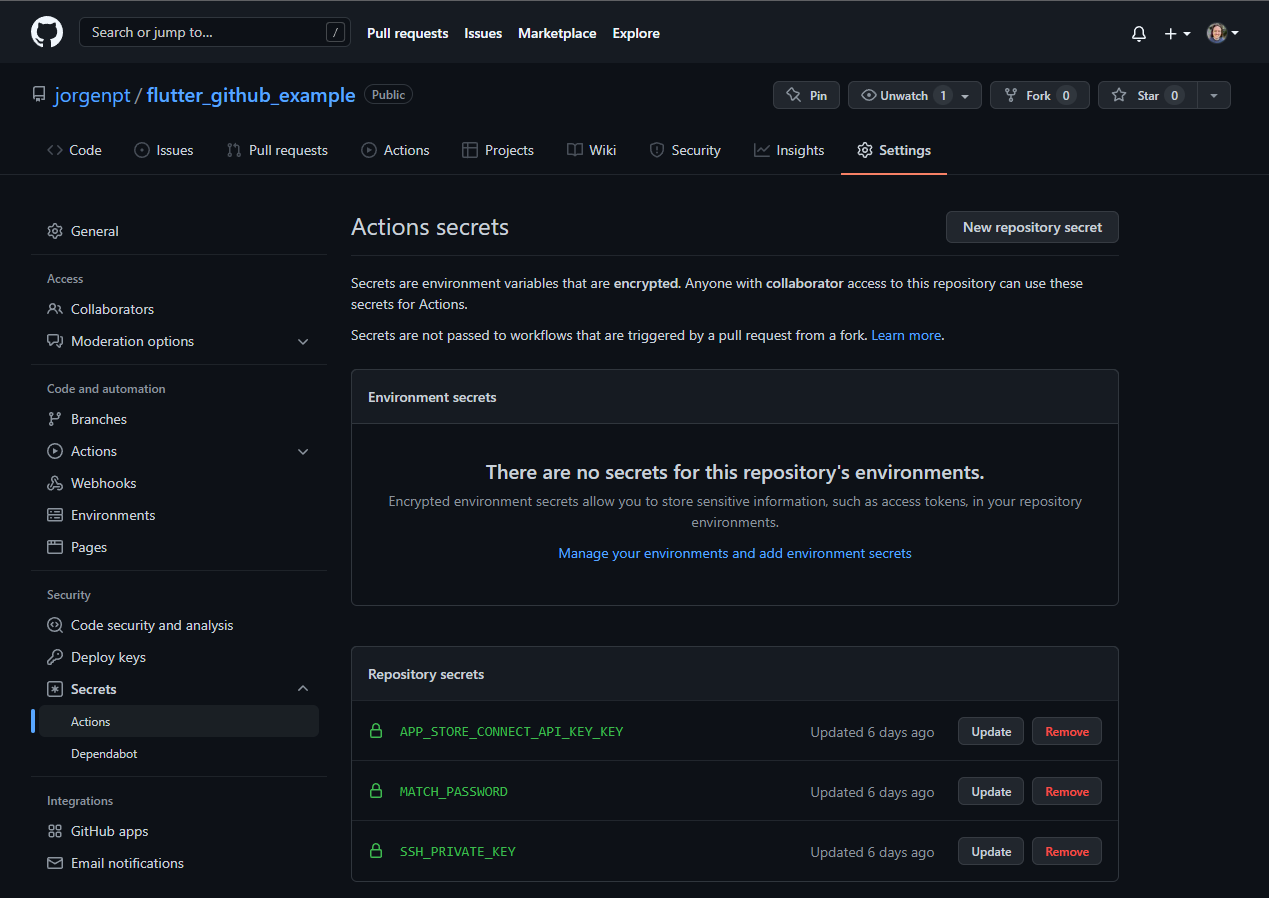 Search or jump to... /
Pull requests Issues Marketplace Explore
jorgenpt / flutter_github_example Public
Pin Unwatch 1 Fork 0 Star 0
Code Issues Pull requests Actions Projects Wiki Security Insights Settings
General
Access
Collaborators
Moderation options
Code and automation
Branches
Actions
Webhooks
Environments
Pages
Security
Code security and analysis
Deploy keys
Secrets
Actions
Dependabot
Integrations
GitHub apps
Email notifications
Actions secrets
New repository secret
Secrets are environment variables that are encrypted. Anyone with collaborator access to this repository can use these
secrets for Actions.
Secrets are not passed to workflows that are triggered by a pull request from a fork. Learn more.
Environment secrets
There are no secrets for this repository's environments.
Encrypted environment secrets allow you to store sensitive information, such as access tokens, in your repository
environments.
Manage your environments and add environment secrets
Repository secrets
APP_STORE_CONNECT_API_KEY_KEY Updated 6 days ago Update Remove
MATCH_PASSWORD Updated 6 days ago Update Remove
SSH_PRIVATE_KEY Updated 6 days ago Update Remove